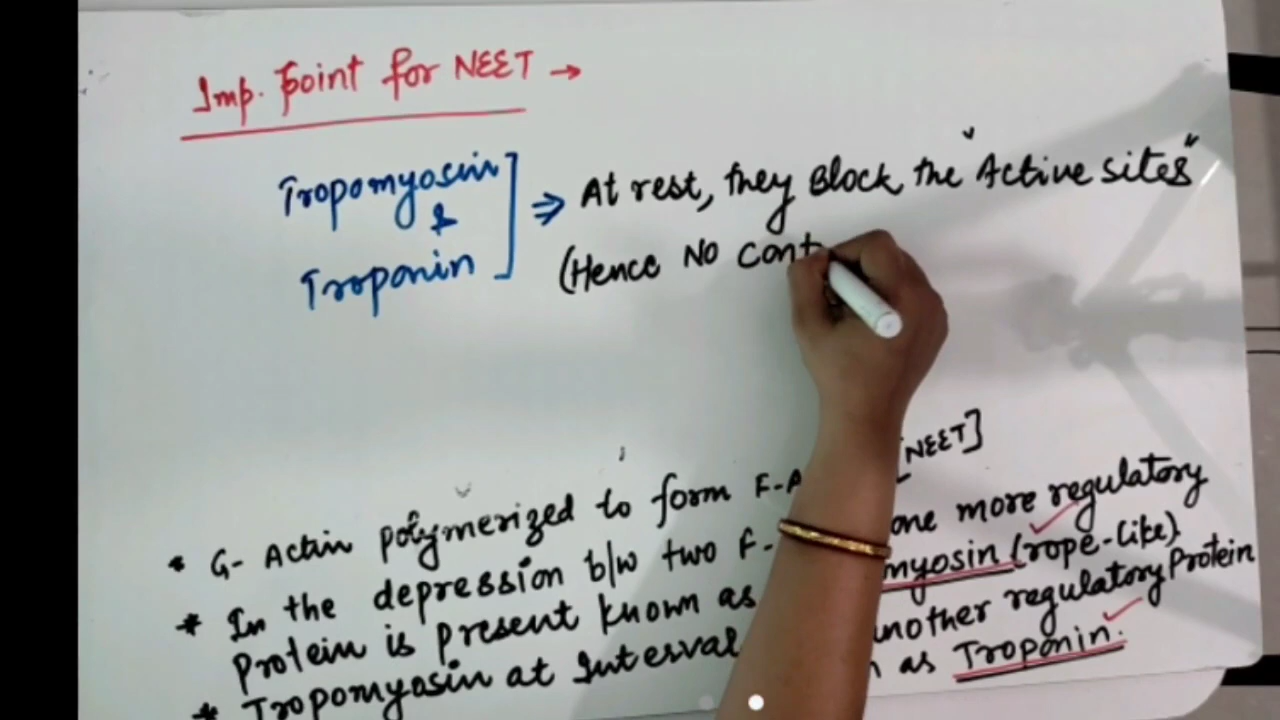 Imp. Point for NEET →
Tropomyosin
&
Troponin
⇒ At rest, they Block the "Active sites"
(Hence No cont
[NEET]
* G- Actin polymerized to form F-A
* In the depression b/w two F- one more regulatory
Protein is present known as myosin (rope-like).
* Tropomyosin at Interval another regulatory Protein
as Troponin.